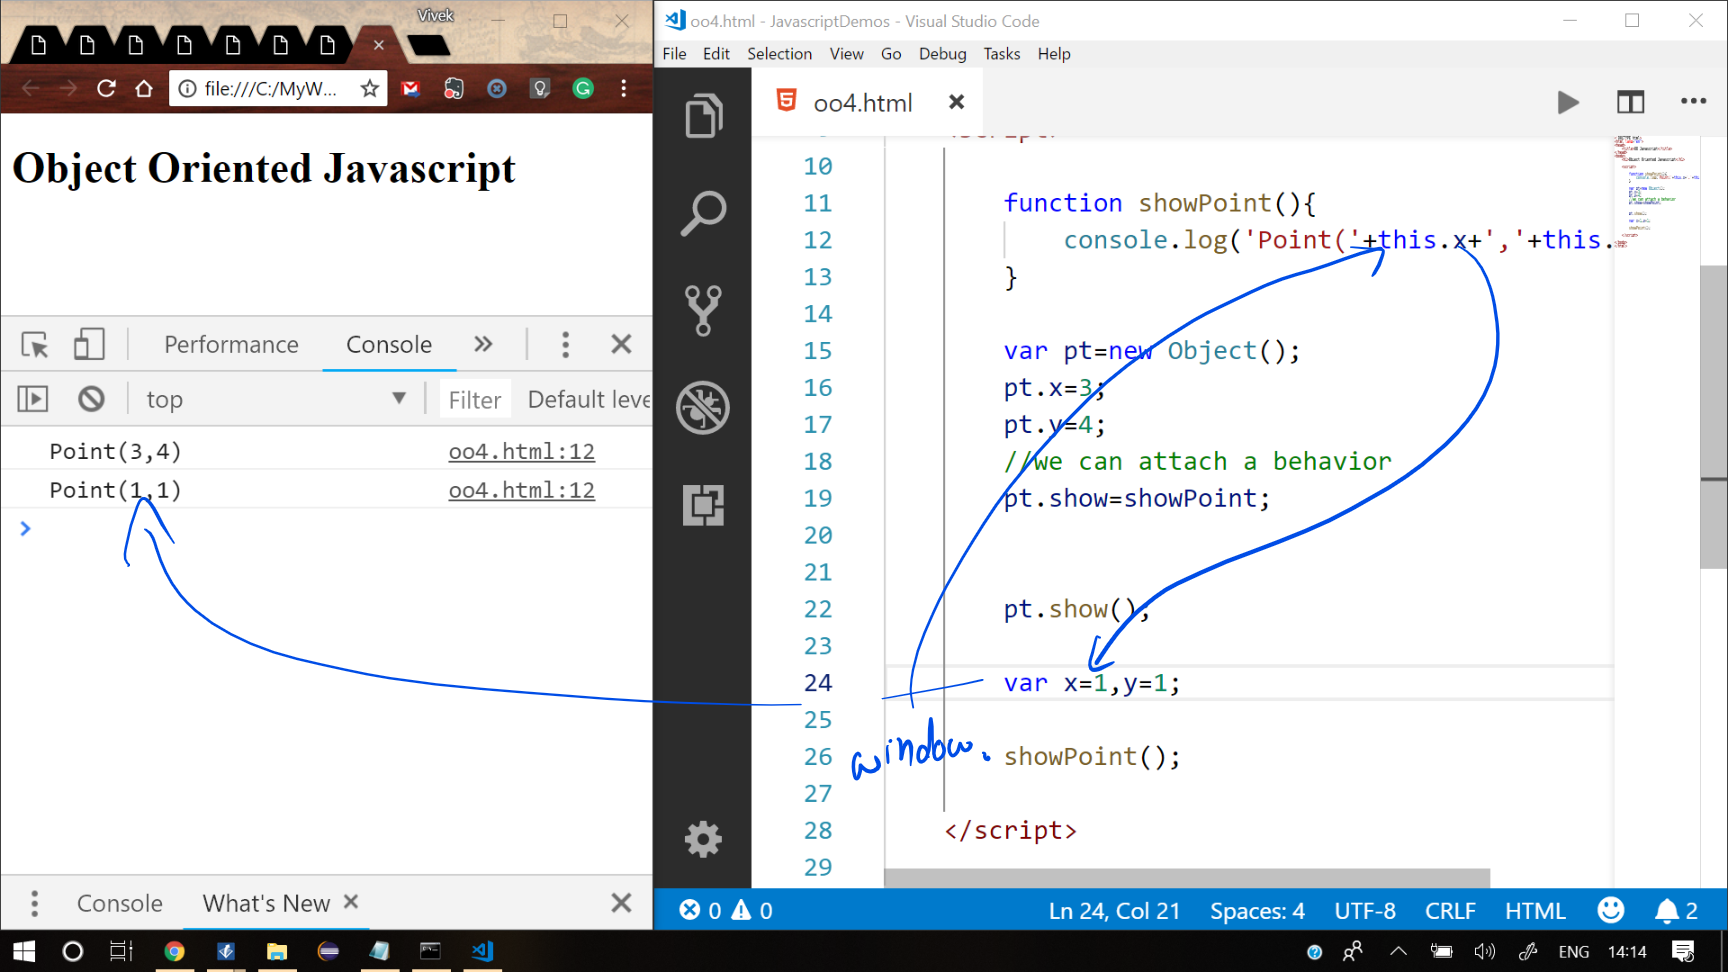 Vivek
file:///C:/MyW...
Object Oriented Javascript
Performance Console
top Filter Default leve
Point(3,4) oo4.html:12
Point(1,1) oo4.html:12
Console What's New
oo4.html - JavascriptDemos - Visual Studio Code
File Edit Selection View Go Debug Tasks Help
oo4.html
10
11 function showPoint(){
12 console.log('Point('+this.x+','+this.
13 }
14
15 var pt=new Object();
16 pt.x=3;
17 pt.y=4;
18 //we can attach a behavior
19 pt.show=showPoint;
20
21
22 pt.show();
23
24 var x=1,y=1;
25
26 window. showPoint();
27
28 </script>
29
0 0 Ln 24, Col 21 Spaces: 4 UTF-8 CRLF HTML 2
ENG 14:14